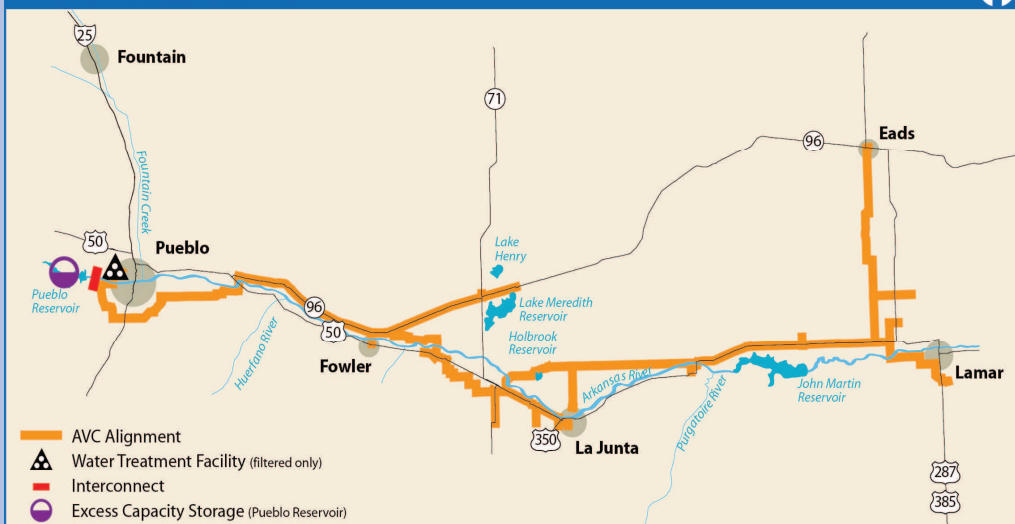 25
Fountain
71
96
Eads
Fountain Creek
50
Pueblo
Lake
Henry
Pueblo
Reservoir
96
Lake Meredith
Reservoir
50
Holbrook
Reservoir
Huerfano River
Fowler
Arkansas River
Purgatoire River
John Martin
Reservoir
Lamar
350
La Junta
AVC Alignment
Water Treatment Facility (filtered only)
Interconnect
Excess Capacity Storage (Pueblo Reservoir)
287
385